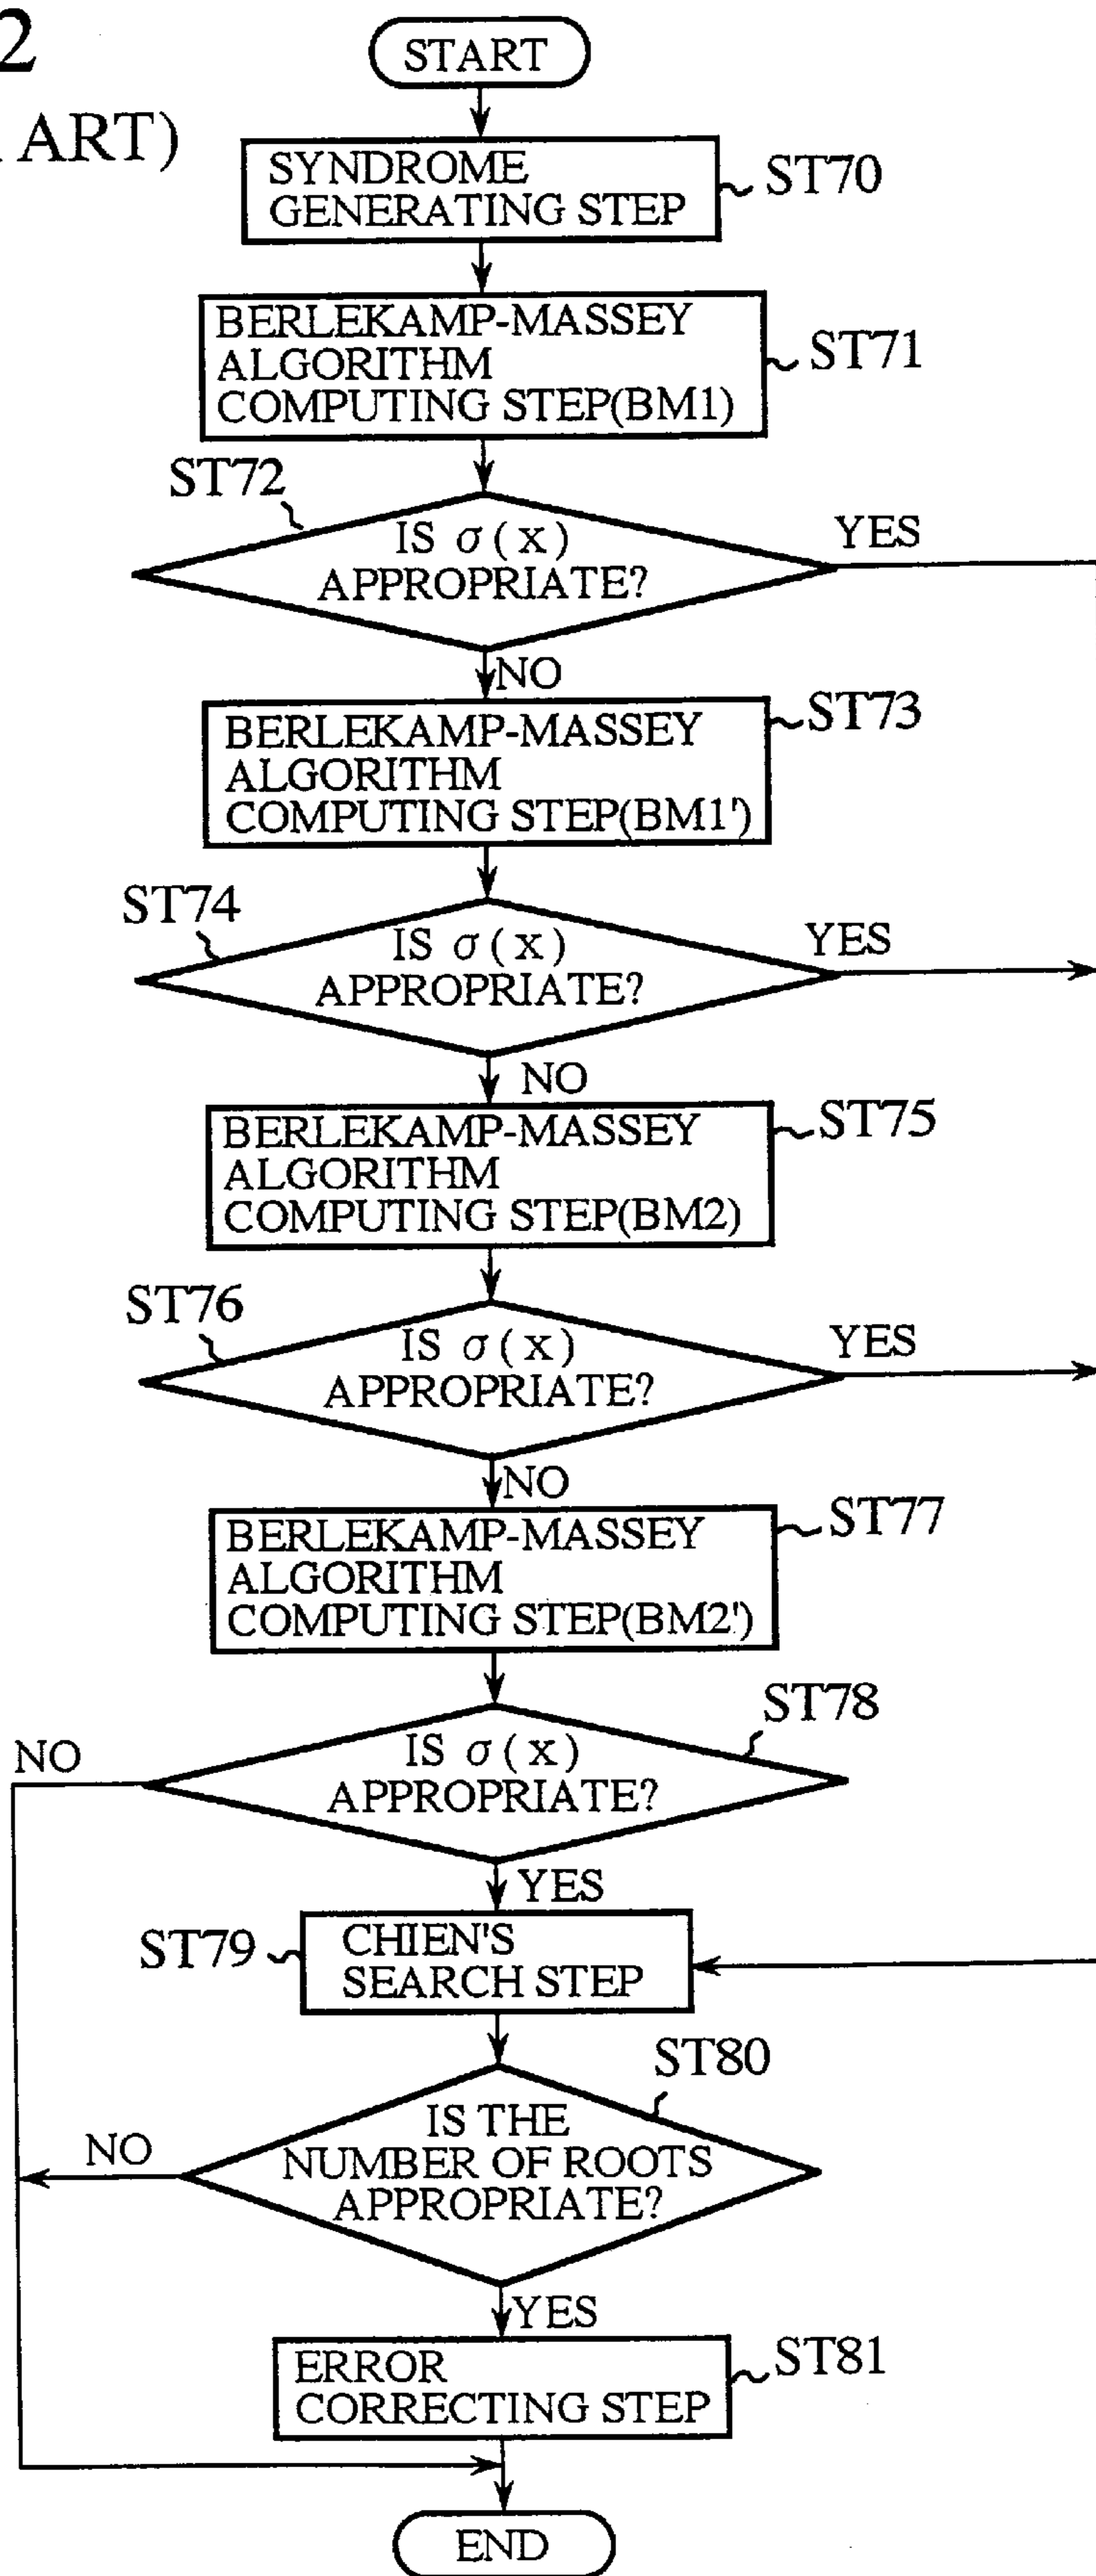 2
ART)
START
SYNDROME
GENERATING STEP
ST70
BERLEKAMP-MASSEY
ALGORITHM
COMPUTING STEP(BM1)
ST71
ST72
IS σ(x)
APPROPRIATE?
YES
NO
BERLEKAMP-MASSEY
ALGORITHM
COMPUTING STEP(BM1')
ST73
ST74
IS σ(x)
APPROPRIATE?
YES
NO
BERLEKAMP-MASSEY
ALGORITHM
COMPUTING STEP(BM2)
ST75
ST76
IS σ(x)
APPROPRIATE?
YES
NO
BERLEKAMP-MASSEY
ALGORITHM
COMPUTING STEP(BM2')
ST77
ST78
NO
IS σ(x)
APPROPRIATE?
YES
ST79
CHIEN'S
SEARCH STEP
ST80
NO
IS THE
NUMBER OF ROOTS
APPROPRIATE?
YES
ERROR
CORRECTING STEP
ST81
END